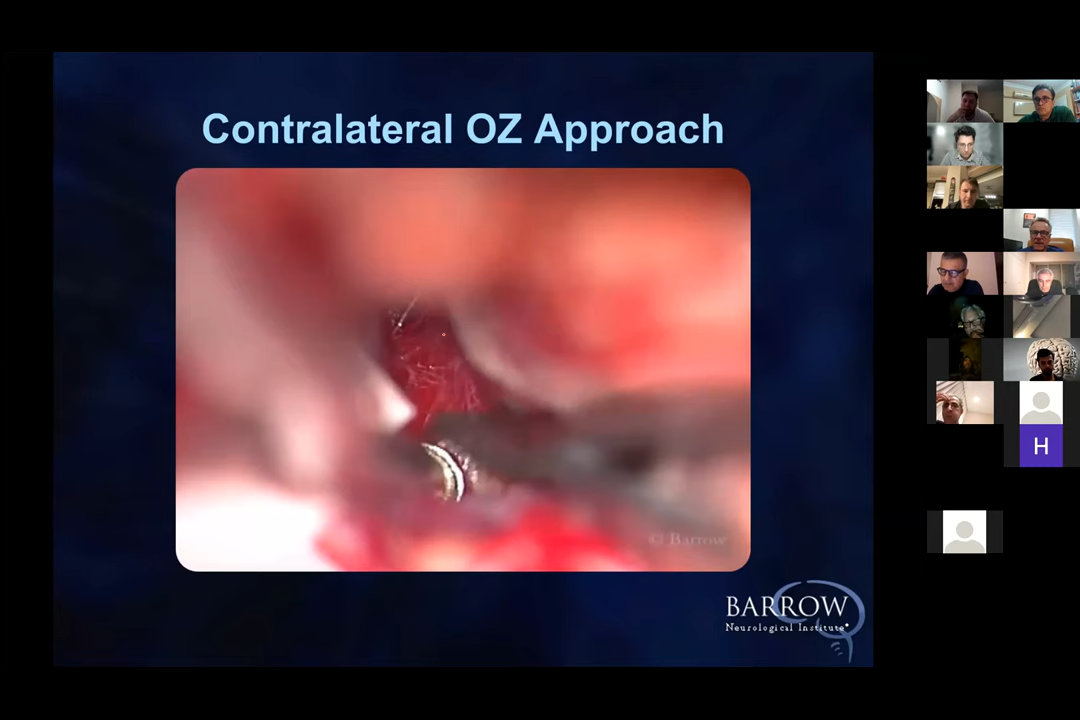 Contralateral OZ Approach
© Barrow
BARROW
Neurological Institute®
H